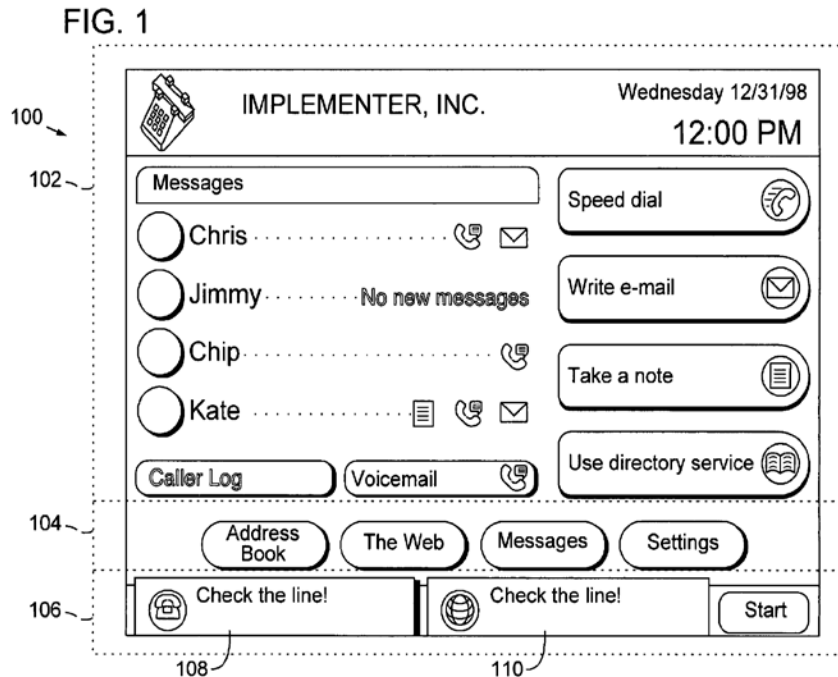 FIG. 1
100
102
104
106
IMPLEMENTER, INC.
Wednesday 12/31/98
12:00 PM
Messages
Chris
Jimmy No new messages
Chip
Kate
Caller Log
Voicemail
Speed dial
Write e-mail
Take a note
Use directory service
Address
Book
The Web
Messages
Settings
Check the line!
Check the line!
Start
108
110